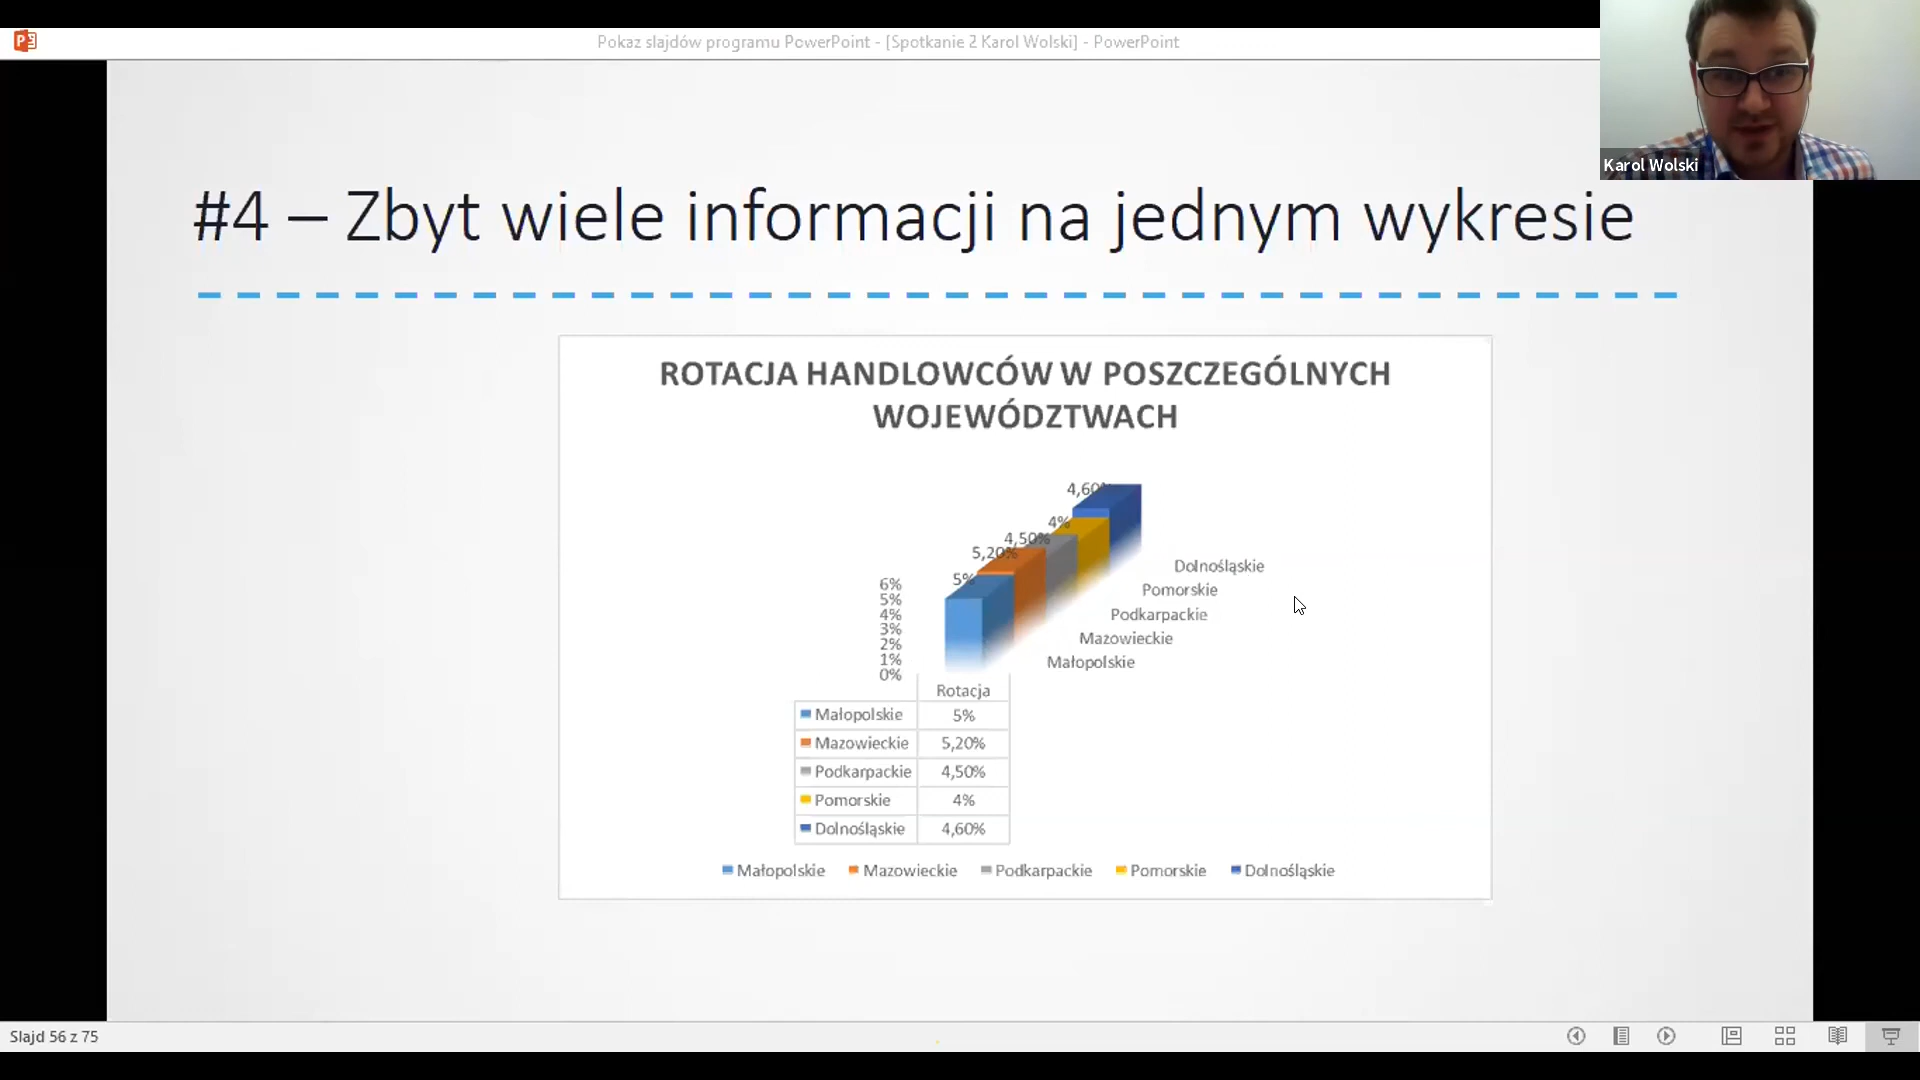 Pokaz slajdów programu PowerPoint - [Spotkanie 2 Karol Wolski] - PowerPoint
Karol Wolski
#4 – Zbyt wiele informacji na jednym wykresie
ROTACJA HANDLOWCÓW W POSZCZEGÓLNYCH
WOJEWÓDZTWACH
4,60%
4%
4,50%
5,20%
5%
6%
5%
4%
3%
2%
1%
0%
Dolnośląskie
Pomorskie
Podkarpackie
Mazowieckie
Małopolskie
Rotacja
Małopolskie 5%
Mazowieckie 5,20%
Podkarpackie 4,50%
Pomorskie 4%
Dolnośląskie 4,60%
Małopolskie Mazowieckie Podkarpackie Pomorskie Dolnośląskie
Slajd 56 z 75